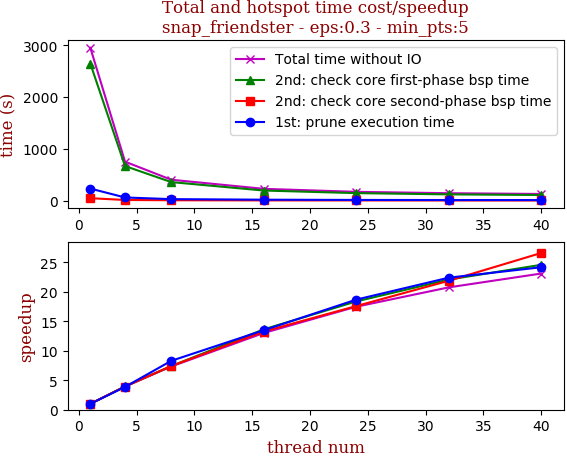 Total and hotspot time cost/speedup
snap_friendster - eps:0.3 - min_pts:5
time (s)
3000
2000
1000
0
Total time without IO
2nd: check core first-phase bsp time
2nd: check core second-phase bsp time
1st: prune execution time
0 5 10 15 20 25 30 35 40
speedup
25
20
15
10
5
0
0 5 10 15 20 25 30 35 40
thread num